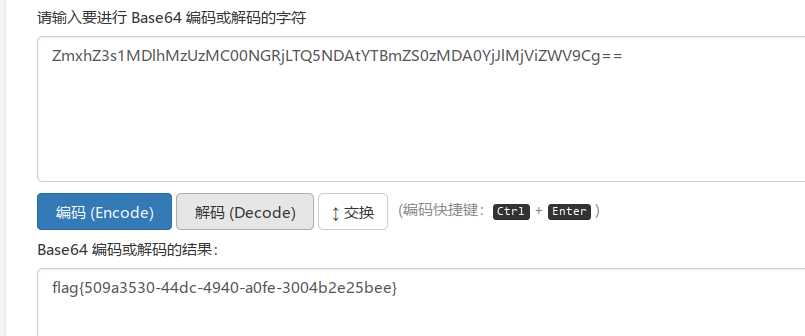 请输入要进行 Base64 编码或解码的字符
ZmxhZ3s1MDlhMzUzMC00NGRjLTQ5NDAtYTBmZS0zMDA0YjJlMjViZWV9Cg==
编码 (Encode) 解码 (Decode) ↕ 交换 (编码快捷键: Ctrl + Enter )
Base64 编码或解码的结果:
flag{509a3530-44dc-4940-a0fe-3004b2e25bee}